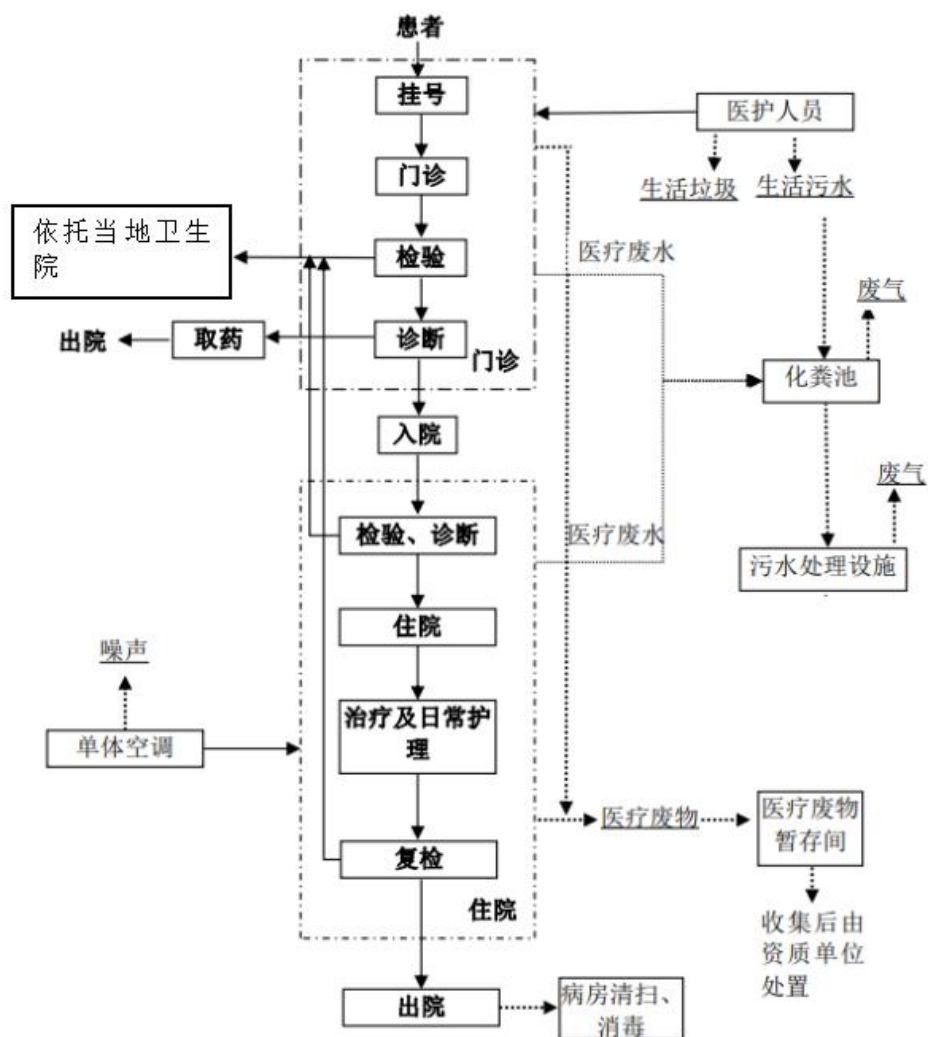 患者
挂号
医护人员
门诊
生活垃圾
生活污水
依托当地卫生
院
检验
医疗废水
废气
出院
取药
诊断
门诊
化粪池
入院
废气
检验、诊断
医疗废水
污水处理设施
住院
噪声
治疗及日常护
理
单体空调
医疗废物
医疗废物
暂存间
复检
住院
收集后由
资质单位
处置
出院
病房清扫、
消毒